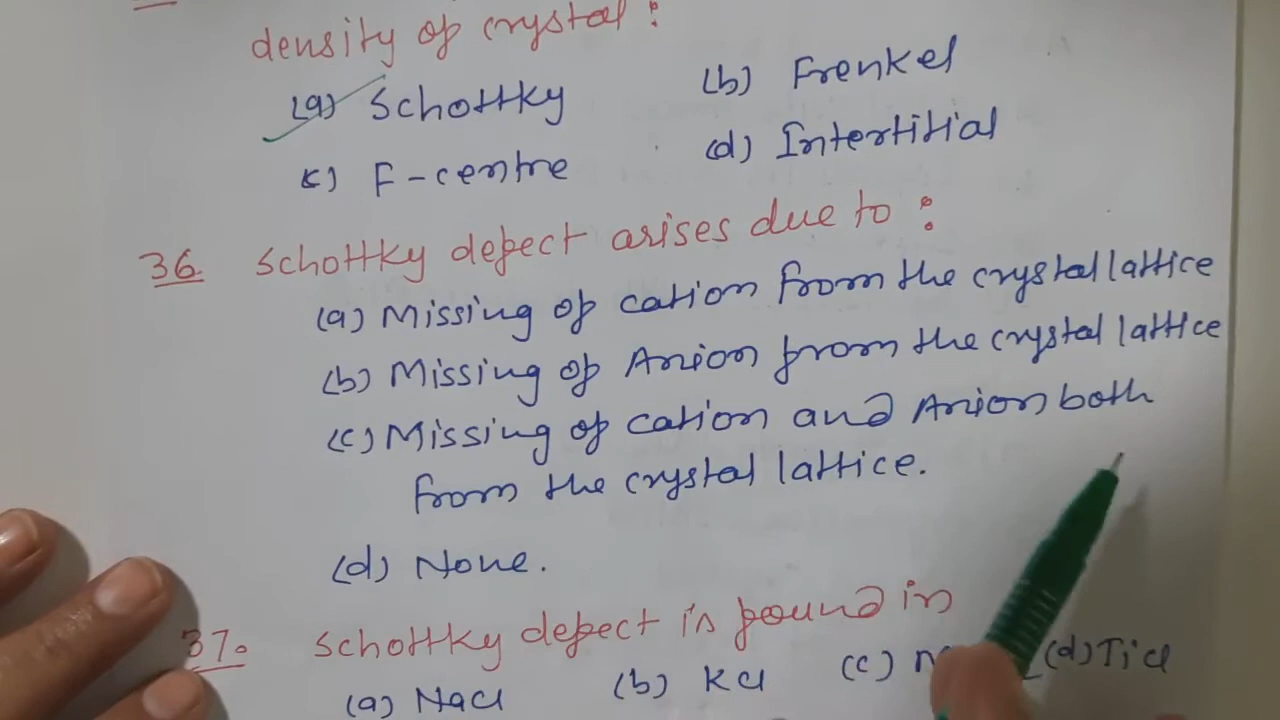 density of crystal :
(a) Schottky (b) Frenkel
(c) F-centre (d) Intertitial
36 Schottky defect arises due to :
(a) Missing of cation from the crystal lattice
(b) Missing of Anion from the crystal lattice
(c) Missing of cation and Anion both
from the crystal lattice.
(d) None.
37. Schottky defect is found in
(a) NaCl (b) KCl (c) (d) TiCl